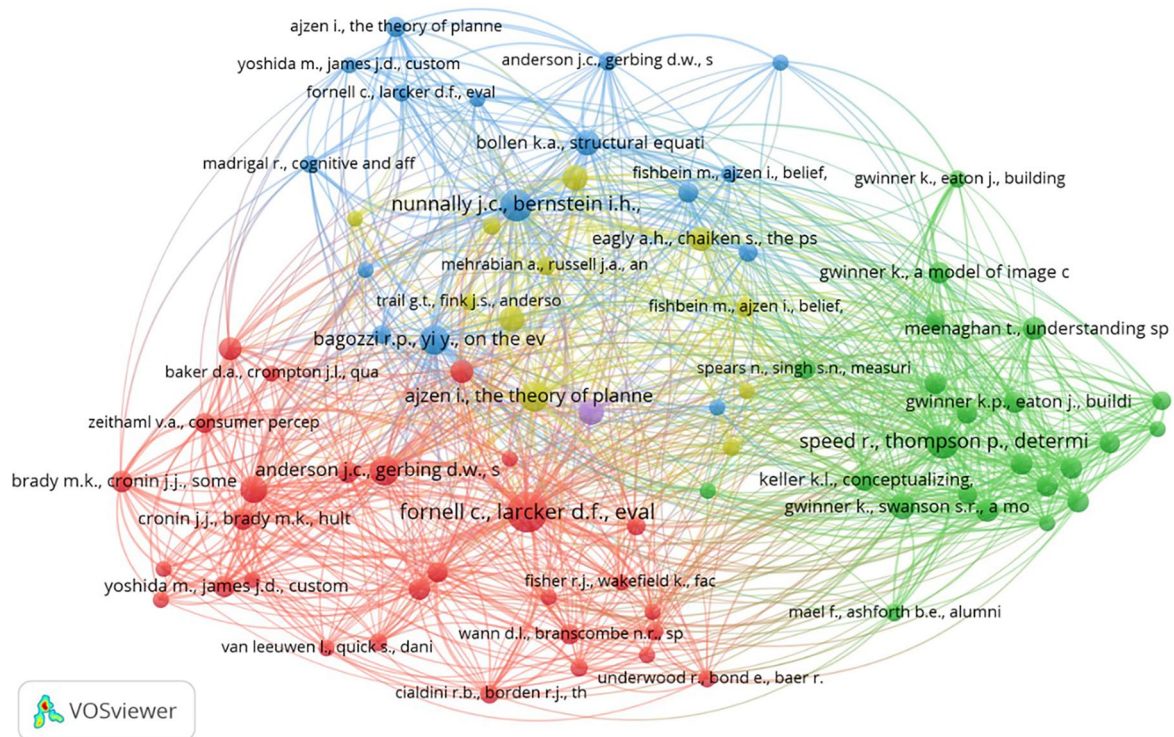 ajzen i., the theory of planne
yoshida m., james j.d., custom
anderson j.c., gerbing d.w., s
fornell c., larcker d.f., eval
bollen k.a., structural equati
madrigal r., cognitive and aff
fishbein m., ajzen i., belief,
gwinner k., eaton j., building
nunnally j.c., bernstein i.h.,
eagly a.h., chaiken s., the ps
mehrabian a., russell j.a., an
gwinner k., a model of image c
trail g.t., fink j.s., anderso
fishbein m., ajzen i., belief,
meenaghan t., understanding sp
bagozzi r.p., yi y., on the ev
baker d.a., crompton j.l., qua
spears n., singh s.n., measuri
ajzen i., the theory of planne
gwinner k.p., eaton j., buildi
zeithaml v.a., consumer percep
speed r., thompson p., determi
anderson j.c., gerbing d.w., s
brady m.k., cronin j.j., some
keller k.l., conceptualizing,
gwinner k., swanson s.r., a mo
fornell c., larcker d.f., eval
cronin j.j., brady m.k., hult
fisher r.j., wakefield k., fac
yoshida m., james j.d., custom
mael f., ashforth b.e., alumni
wann d.l., branscombe n.r., sp
van leeuwen l., quick s., dani
underwood r., bond e., baer r.
cialdini r.b., borden r.j., th
VOSviewer